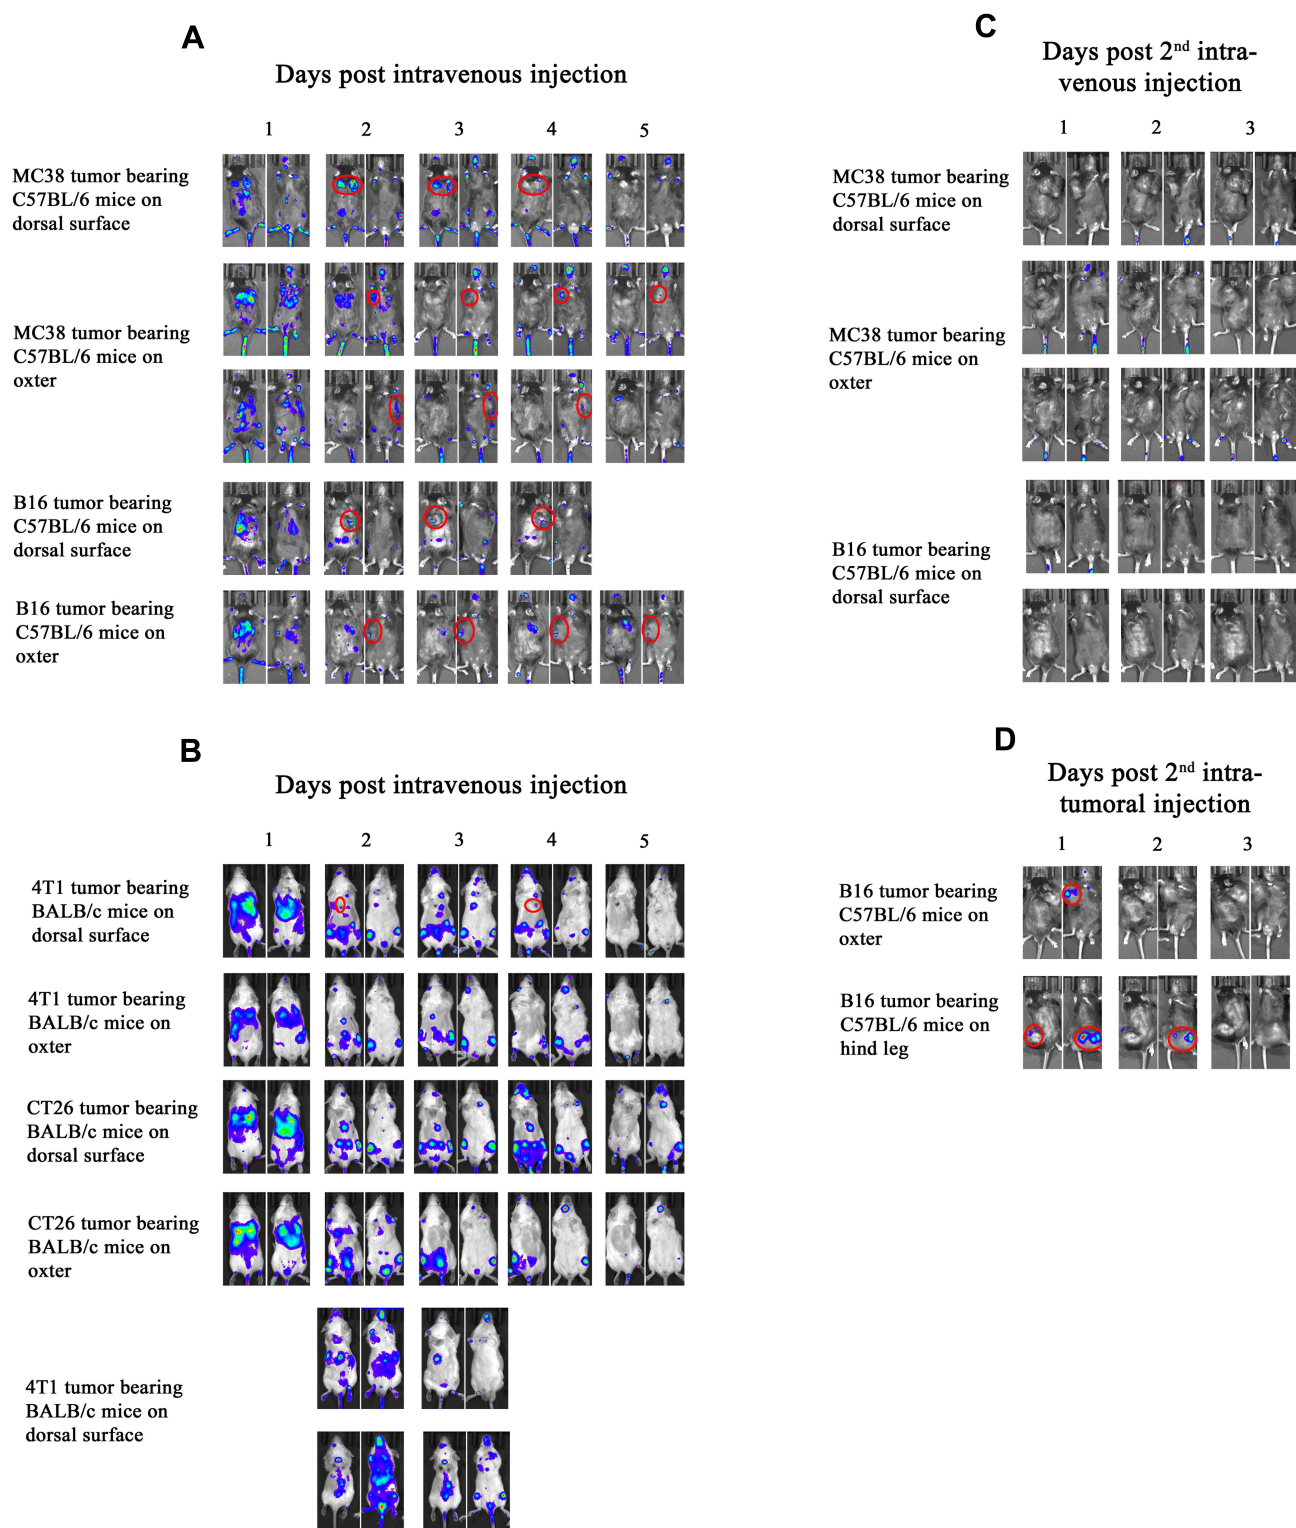 A
Days post intravenous injection
1 2 3 4 5
MC38 tumor bearing
C57BL/6 mice on
dorsal surface
MC38 tumor bearing
C57BL/6 mice on
oxter
B16 tumor bearing
C57BL/6 mice on
dorsal surface
B16 tumor bearing
C57BL/6 mice on
oxter
B
Days post intravenous injection
1 2 3 4 5
4T1 tumor bearing
BALB/c mice on
dorsal surface
4T1 tumor bearing
BALB/c mice on
oxter
CT26 tumor bearing
BALB/c mice on
dorsal surface
CT26 tumor bearing
BALB/c mice on
oxter
4T1 tumor bearing
BALB/c mice on
dorsal surface
C
Days post 2nd intra-
venous injection
1 2 3
MC38 tumor bearing
C57BL/6 mice on
dorsal surface
MC38 tumor bearing
C57BL/6 mice on
oxter
B16 tumor bearing
C57BL/6 mice on
dorsal surface
D
Days post 2nd intra-
tumoral injection
1 2 3
B16 tumor bearing
C57BL/6 mice on
oxter
B16 tumor bearing
C57BL/6 mice on
hind leg